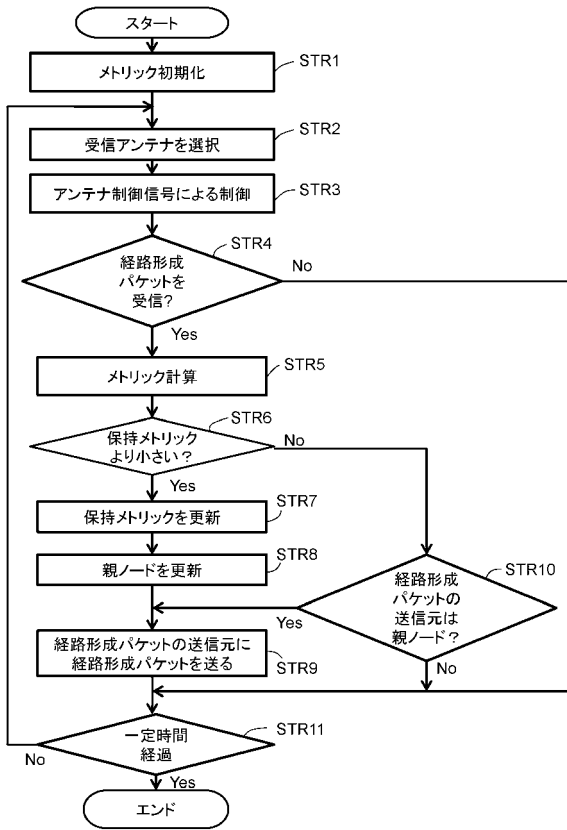 スタート
メトリック初期化
STR1
受信アンテナを選択
STR2
アンテナ制御信号による制御
STR3
STR4
経路形成
パケットを
受信?
No
Yes
メトリック計算
STR5
STR6
保持メトリック
より小さい?
No
Yes
保持メトリックを更新
STR7
親ノードを更新
STR8
STR10
経路形成
パケットの
送信元は
親ノード?
Yes
No
経路形成パケットの送信元に
経路形成パケットを送る
STR9
STR11
一定時間
経過
No
Yes
エンド